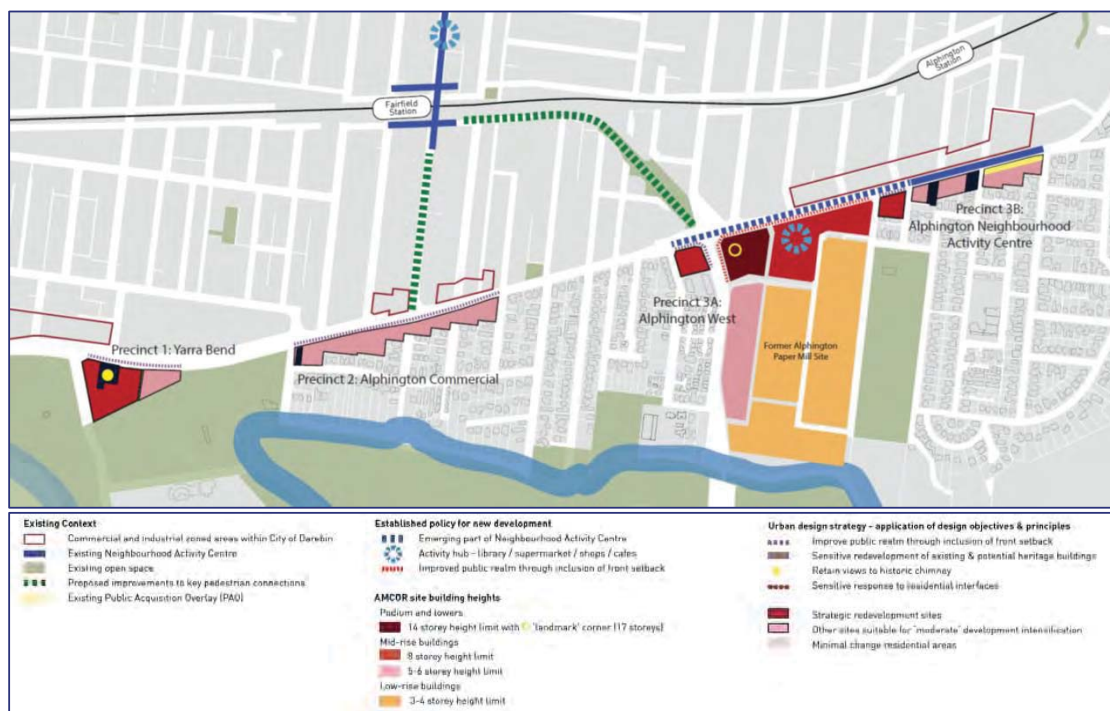 Alphington
Station
Fairfield
Station
Precinct 3B:
Alphington Neighbourhood
Activity Centre
Precinct 3A:
Alphington West
Former Alphington
Paper Mill Site
Precinct 1: Yarra Bend
Precinct 2: Alphington Commercial
Existing Context
Commercial and industrial zoned areas within City of Darebin
Existing Neighbourhood Activity Centre
Existing open space
Proposed improvements to key pedestrian connections
Existing Public Acquisition Overlay (PAO)
Established policy for new development
Emerging part of Neighbourhood Activity Centre
Activity hub - library / supermarket / shops / cafes
Improved public realm through inclusion of front setback
AMCOR site building heights
Podium and towers
14 storey height limit with 'landmark' corner (17 storeys)
Mid-rise buildings
8 storey height limit
5-6 storey height limit
Low-rise buildings
3-4 storey height limit
Urban design strategy - application of design objectives & principles
Improve public realm through inclusion of front setback
Sensitive redevelopment of existing & potential heritage buildings
Retain views to historic chimney
Sensitive response to residential interfaces
Strategic redevelopment sites
Other sites suitable for 'moderate' development intensification
Minimal change residential areas